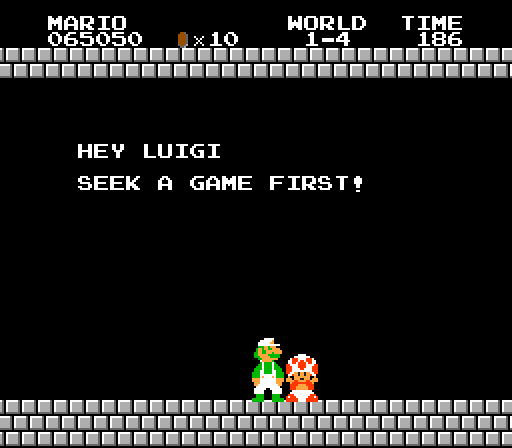 MARIO WORLD TIME
065050 ×10 1-4 186
HEY LUIGI
SEEK A GAME FIRST!